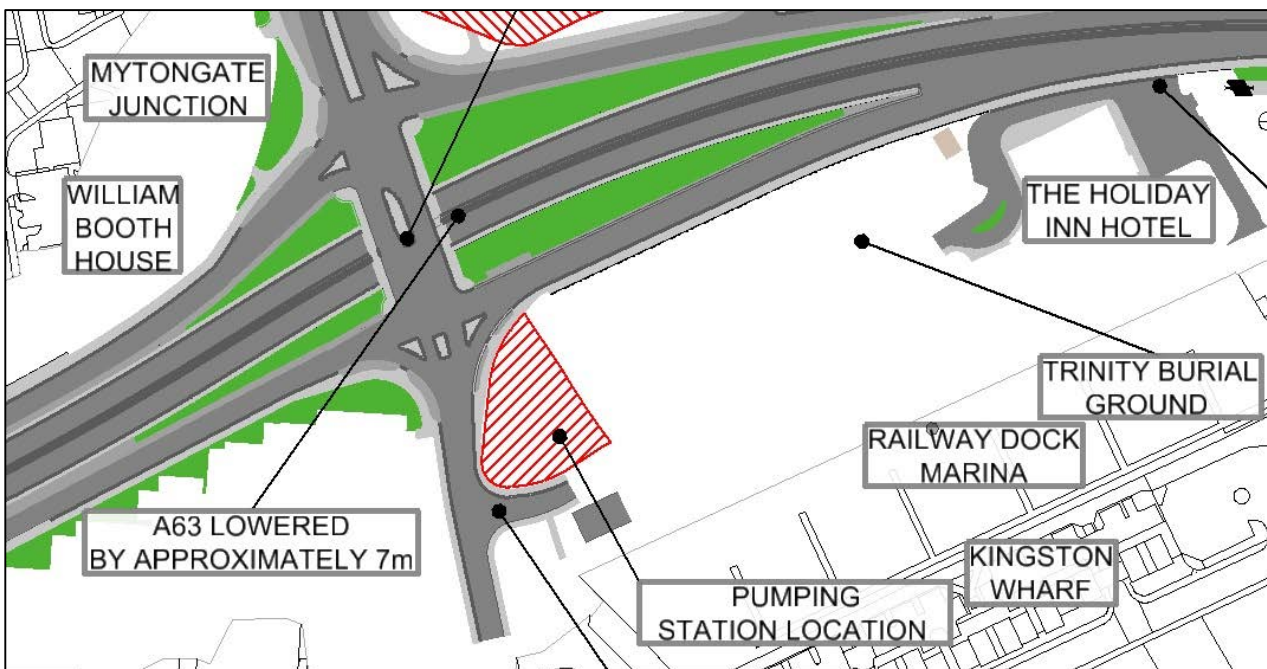 MYTONGATE
JUNCTION
WILLIAM
BOOTH
HOUSE
THE HOLIDAY
INN HOTEL
TRINITY BURIAL
GROUND
RAILWAY DOCK
MARINA
A63 LOWERED
BY APPROXIMATELY 7m
KINGSTON
WHARF
PUMPING
STATION LOCATION